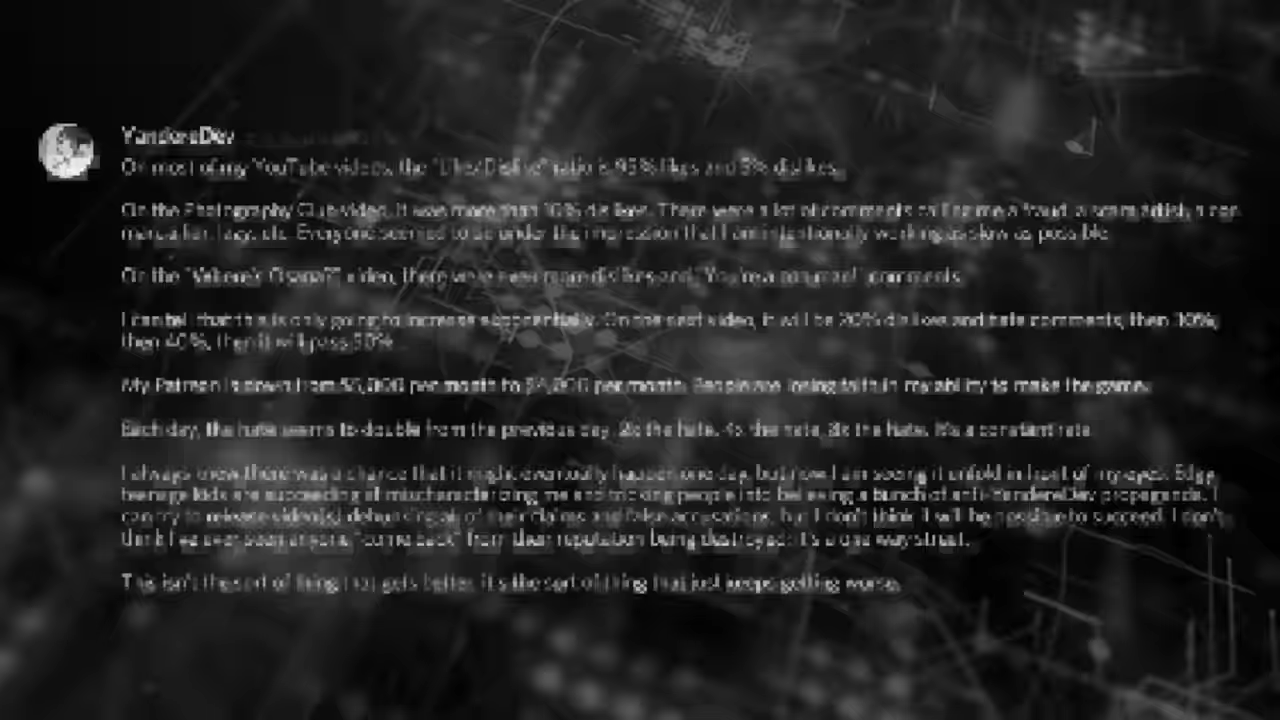 YandereDev
On most of my YouTube videos, the "Like/Dislike" ratio is 95% likes and 5% dislikes.
On the Photography Club video, it was more than 10% dislikes. There were a lot of comments calling me a fraud, a scam artist, a con
man, a liar, lazy, etc. Everyone seemed to be under the impression that I am intentionally working as slow as possible.
On the "Where's Osana?" video, there were even more dislikes and "You're a conman!" comments.
I can tell that this is only going to increase exponentially. On the next video, it will be 20% dislikes and hate comments, then 30%,
then 40%, then it will pass 50%.
My Patreon is down from per month to per month. People are losing faith in my ability to make the game.
Each day, the hate seems to double from the previous day. 2x the hate. 4x the hate. 8x the hate. It's a constant rate.
I always knew there was a chance that it might eventually happen one day, but now I am seeing it unfold in front of my eyes. Edgy
teenage kids are succeeding at mischaracterizing me and tricking people into believing a bunch of anti-YandereDev propaganda. I
can try to release video(s) debunking all of their claims and false accusations, but I don't think I will be possible to succeed. I don't
think I've ever seen anyone "come back" from their reputation being destroyed. It's a one way street.
This isn't the sort of thing that gets better. It's the sort of thing that just keeps getting worse.